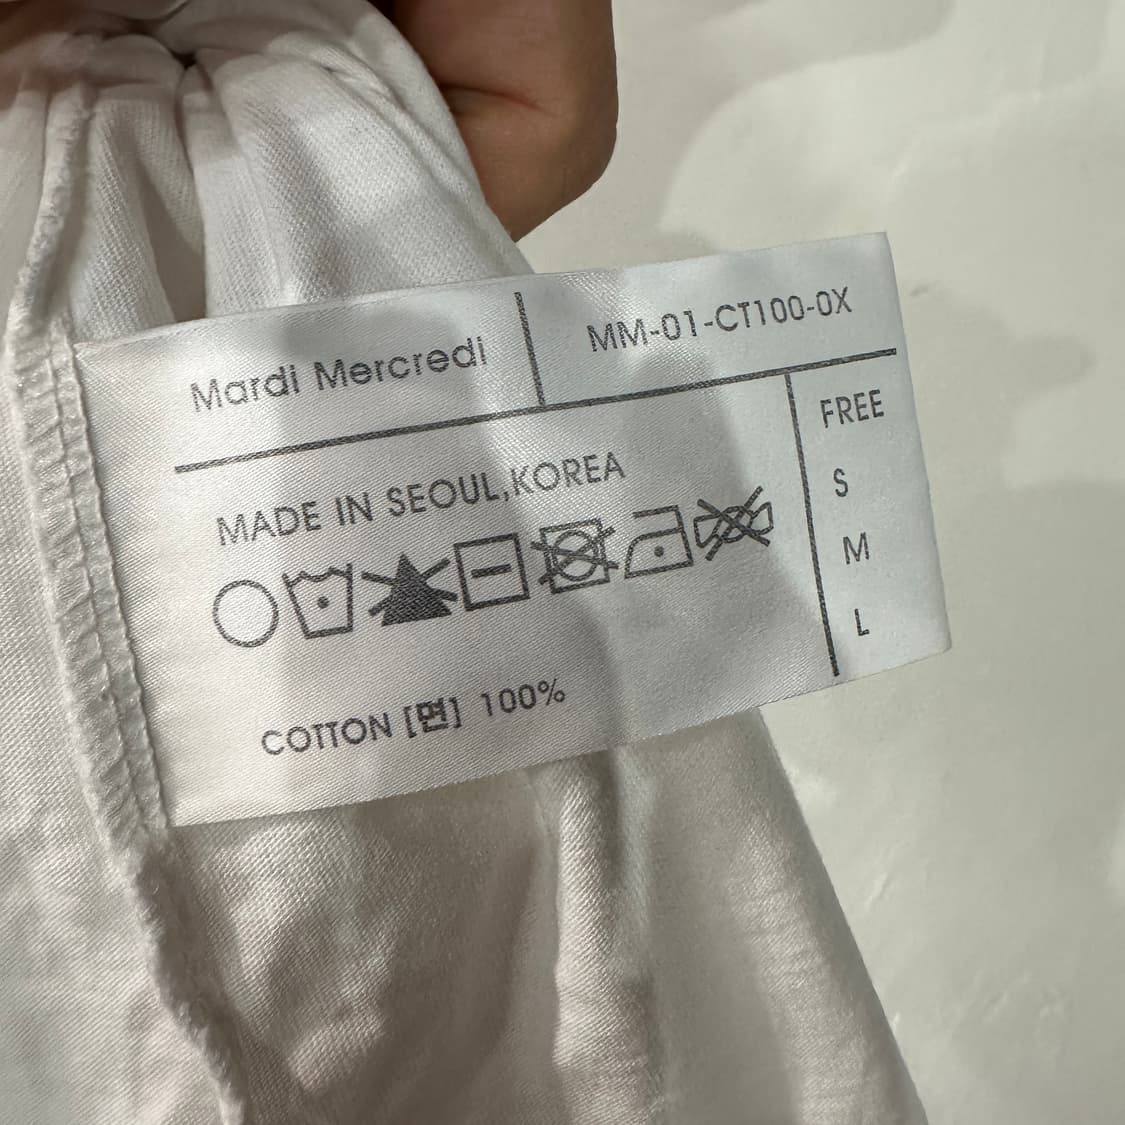 Mardi Mercredi
MM-01-CT100-0X
MADE IN SEOUL,KOREA
COTTON [면] 100%
FREE
S
M
L